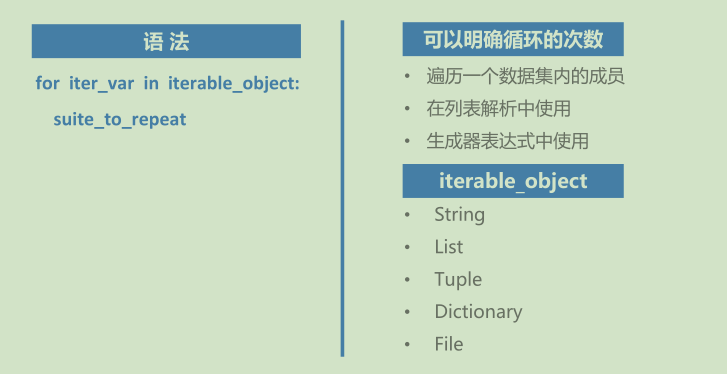 语 法
for iter_var in iterable_object:
suite_to_repeat
可以明确循环的次数
• 遍历一个数据集内的成员
• 在列表解析中使用
• 生成器表达式中使用
iterable_object
• String
• List
• Tuple
• Dictionary
• File